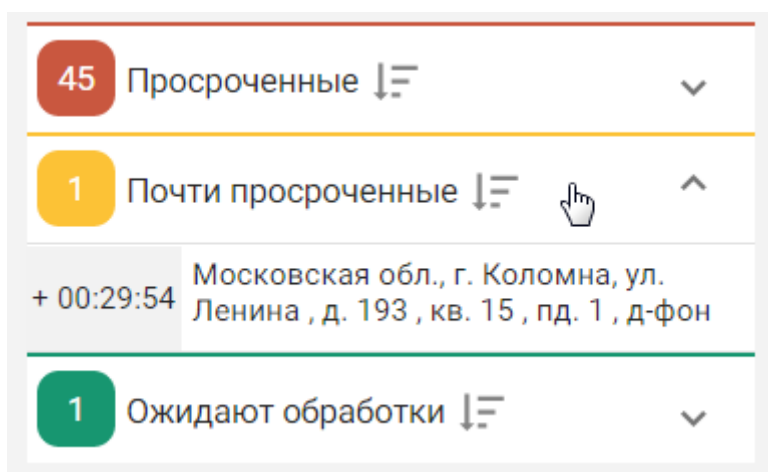 45 Просроченные
1 Почти просроченные
+ 00:29:54 Московская обл., г. Коломна, ул.
Ленина , д. 193 , кв. 15 , пд. 1 , д-фон
1 Ожидают обработки